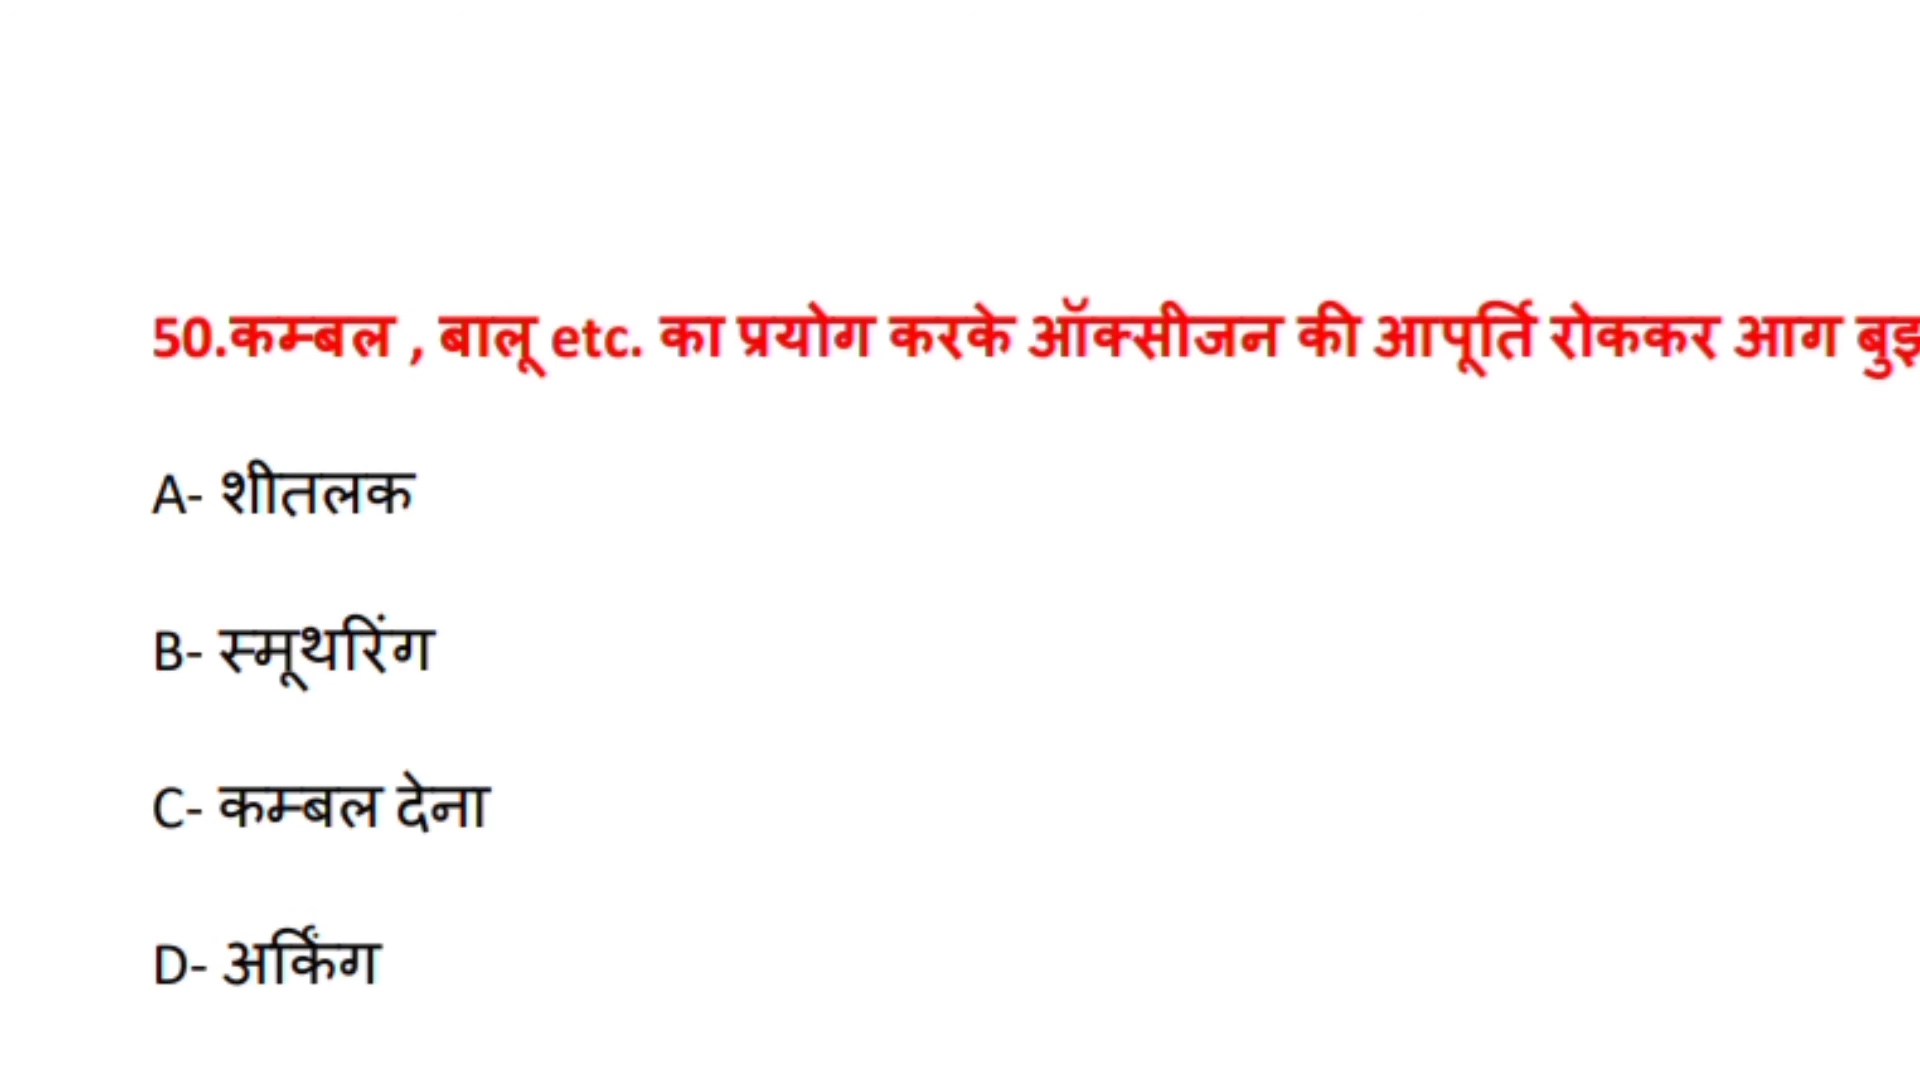 50.कम्बल , बालू etc. का प्रयोग करके ऑक्सीजन की आपूर्ति रोककर आग
A- शीतलक
B- स्मूथरिंग
C- कम्बल देना
D- अर्किंग